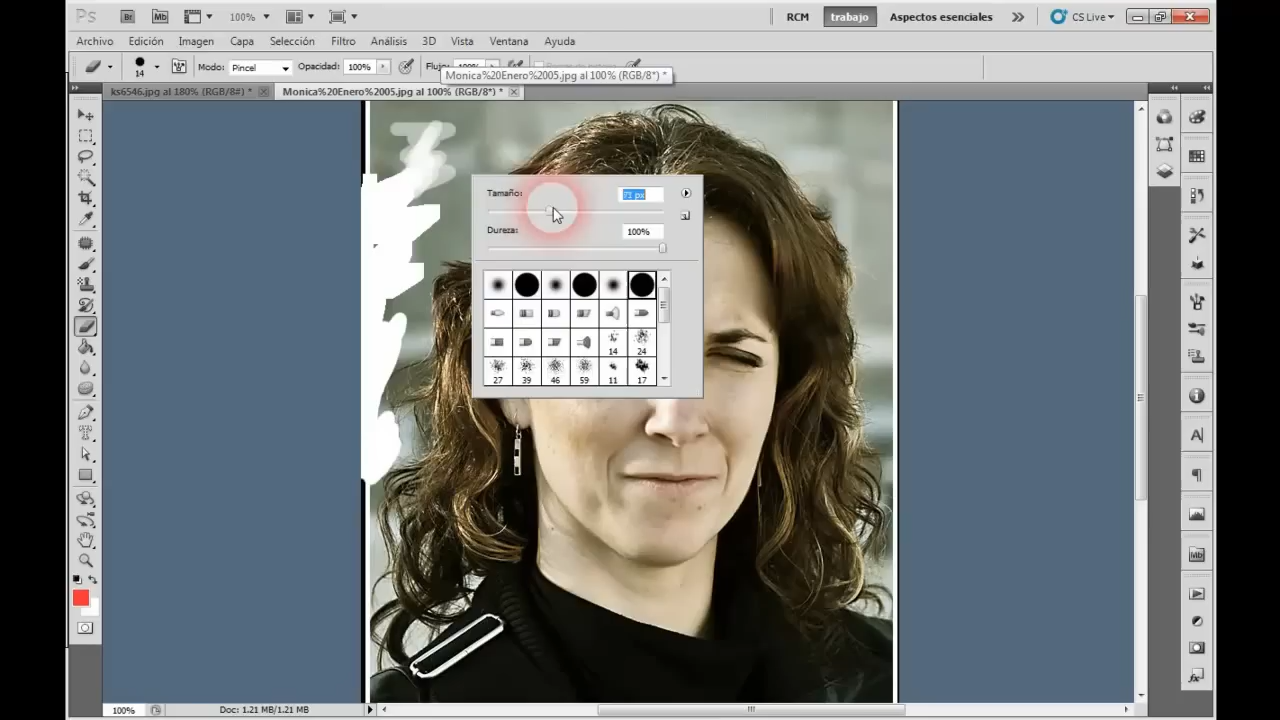 Ps Br Mb 100% RCM trabajo Aspectos esenciales CS Live
Archivo Edición Imagen Capa Selección Filtro Análisis 3D Vista Ventana Ayuda
14 Modo: Pincel Opacidad: 100% Flujo: 100%
Monica%20Enero%2005.jpg al 100% (RGB/8*) *
ks6546.jpg al 180% (RGB/8#) * Monica%20Enero%2005.jpg al 100% (RGB/8*) *
Tamaño:
Dureza: 100%
14 24
27 39 46 59 11 17
Mb
100% Doc: 1.21 MB/1.21 MB